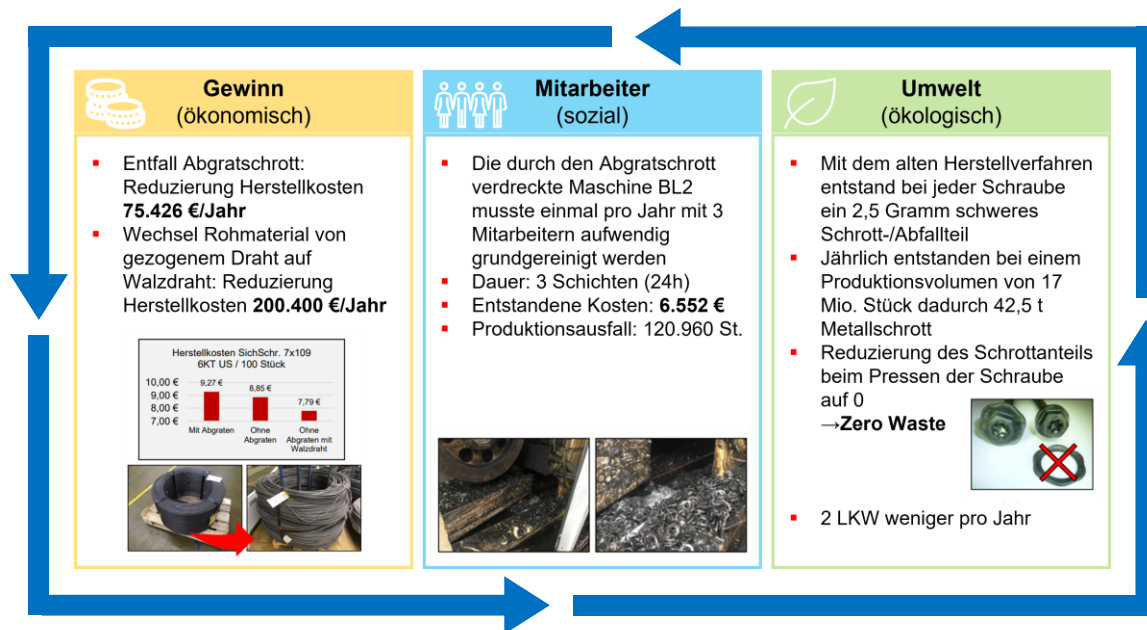 Gewinn
(ökonomisch)
▪ Entfall Abgratschrott:
Reduzierung Herstellkosten
75.426 €/Jahr
▪ Wechsel Rohmaterial von
gezogenem Draht auf
Walzdraht: Reduzierung
Herstellkosten 200.400 €/Jahr
Herstellkosten SichSchr. 7x109
6KT US / 100 Stück
10,00 €
9,00 €
8,00 €
7,00 €
9,27 €
8,85 €
7,79 €
Mit Abgraten
Ohne
Abgraten
Ohne
Abgraten mit
Walzdraht
Mitarbeiter
(sozial)
▪ Die durch den Abgratschrott
verdreckte Maschine BL2
musste einmal pro Jahr mit 3
Mitarbeitern aufwendig
grundgereinigt werden
▪ Dauer: 3 Schichten (24h)
▪ Entstandene Kosten: 6.552 €
▪ Produktionsausfall: 120.960 St.
Umwelt
(ökologisch)
▪ Mit dem alten Herstellverfahren
entstand bei jeder Schraube
ein 2,5 Gramm schweres
Schrott-/Abfallteil
▪ Jährlich entstanden bei einem
Produktionsvolumen von 17
Mio. Stück dadurch 42,5 t
Metallschrott
▪ Reduzierung des Schrottanteils
beim Pressen der Schraube
auf 0
→Zero Waste
▪ 2 LKW weniger pro Jahr